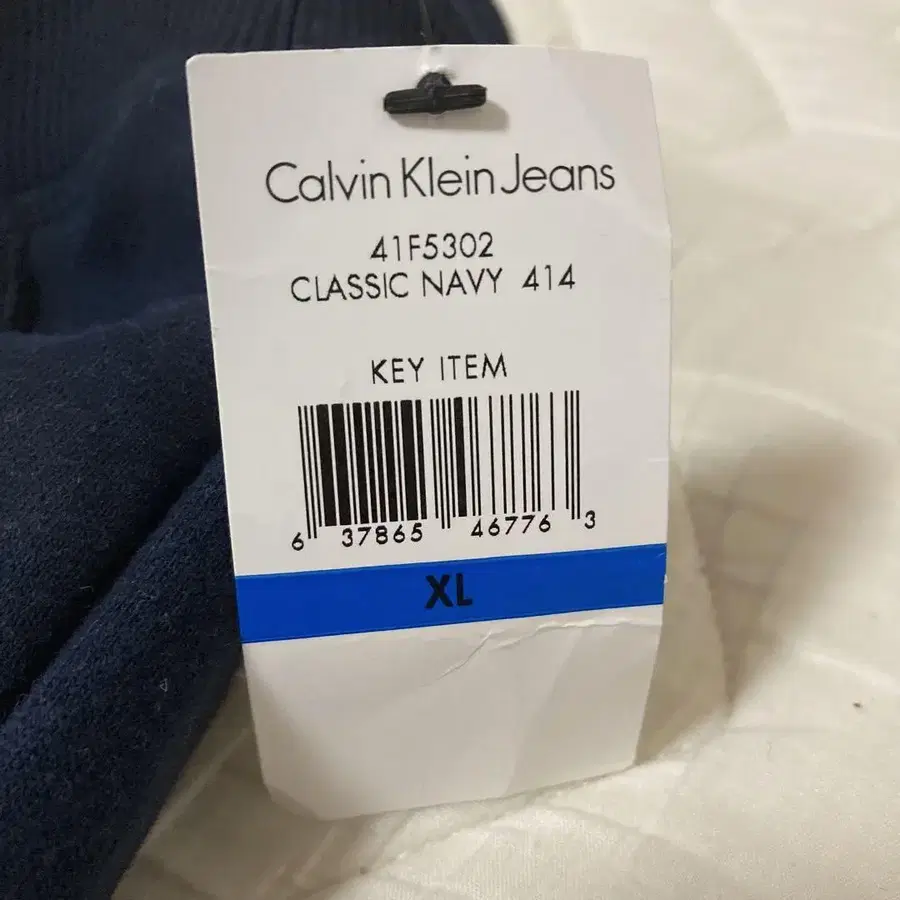 Calvin Klein Jeans
41F5302
CLASSIC NAVY 414
KEY ITEM
6 37865 46776 3
XL